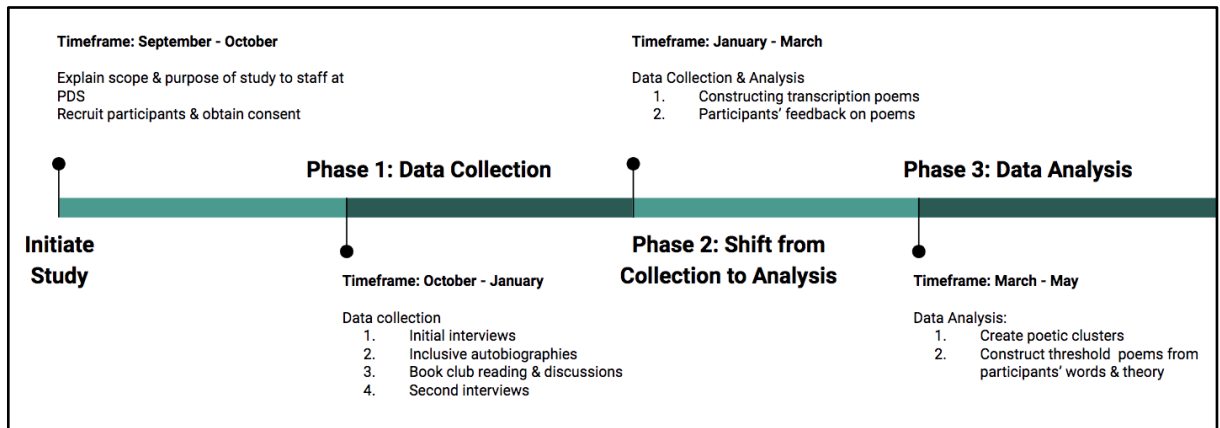 Timeframe: September - October
Explain scope & purpose of study to staff at
PDS
Recruit participants & obtain consent
Initiate
Study
Phase 1: Data Collection
Timeframe: October - January
Data collection
1. Initial interviews
2. Inclusive autobiographies
3. Book club reading & discussions
4. Second interviews
Timeframe: January - March
Data Collection & Analysis
1. Constructing transcription poems
2. Participants’ feedback on poems
Phase 2: Shift from
Collection to Analysis
Phase 3: Data Analysis
Timeframe: March - May
Data Analysis:
1. Create poetic clusters
2. Construct threshold poems from
participants’ words & theory